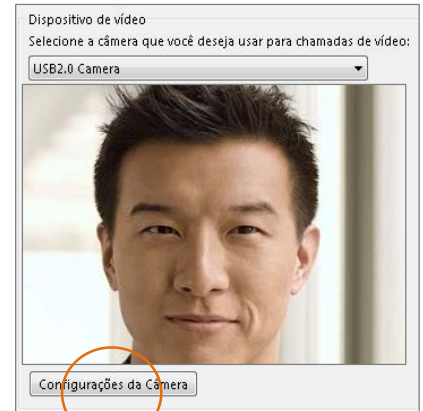 Dispositivo de vídeo
Selecione a câmera que você deseja usar para chamadas de vídeo:
USB2.0 Camera
Configurações da Câmera